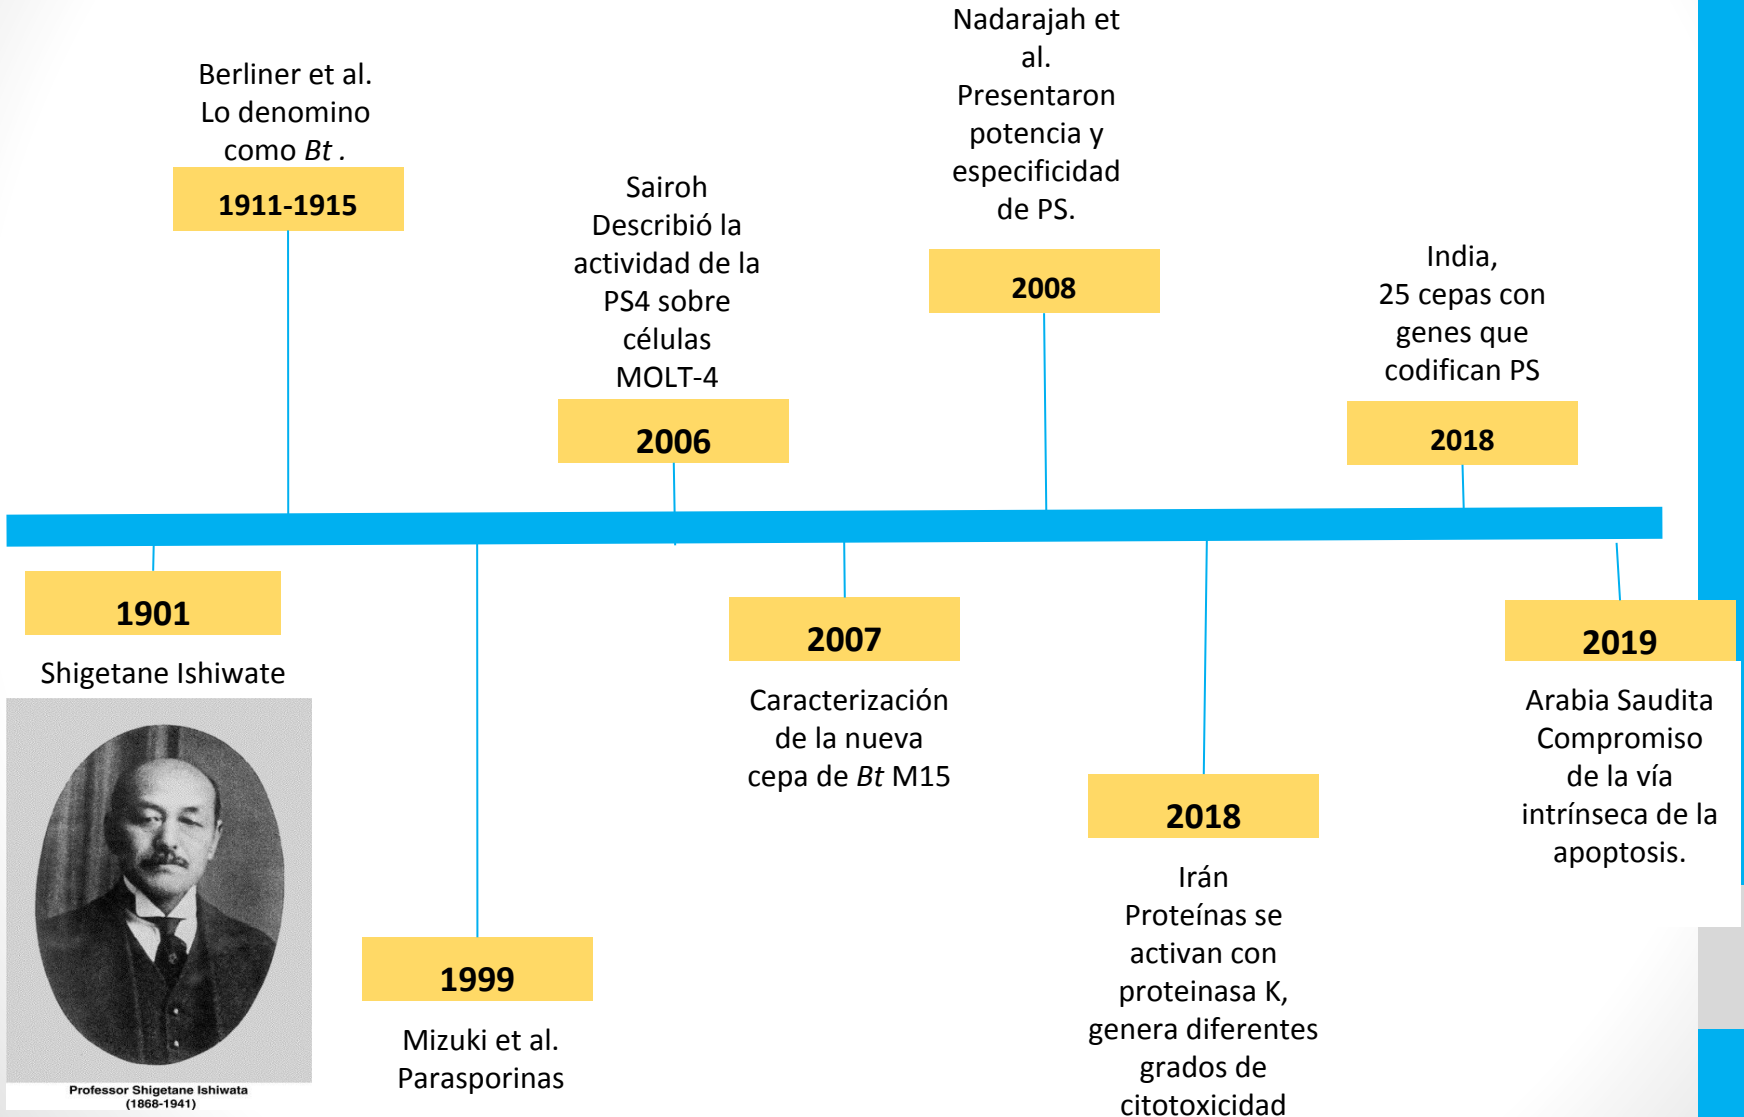 Berliner et al.
Lo denomino
como Bt .
1911-1915
Sairoh
Describió la
actividad de la
PS4 sobre
células
MOLT-4
2006
Nadarajah et
al.
Presentaron
potencia y
especificidad
de PS.
2008
India,
25 cepas con
genes que
codifican PS
2018
1901
Shigetane Ishiwate
Professor Shigetane Ishiwata
(1868-1941)
1999
Mizuki et al.
Parasporinas
2007
Caracterización
de la nueva
cepa de Bt M15
2018
Irán
Proteínas se
activan con
proteinasa K,
genera diferentes
grados de
citotoxicidad
2019
Arabia Saudita
Compromiso
de la vía
intrínseca de la
apoptosis.